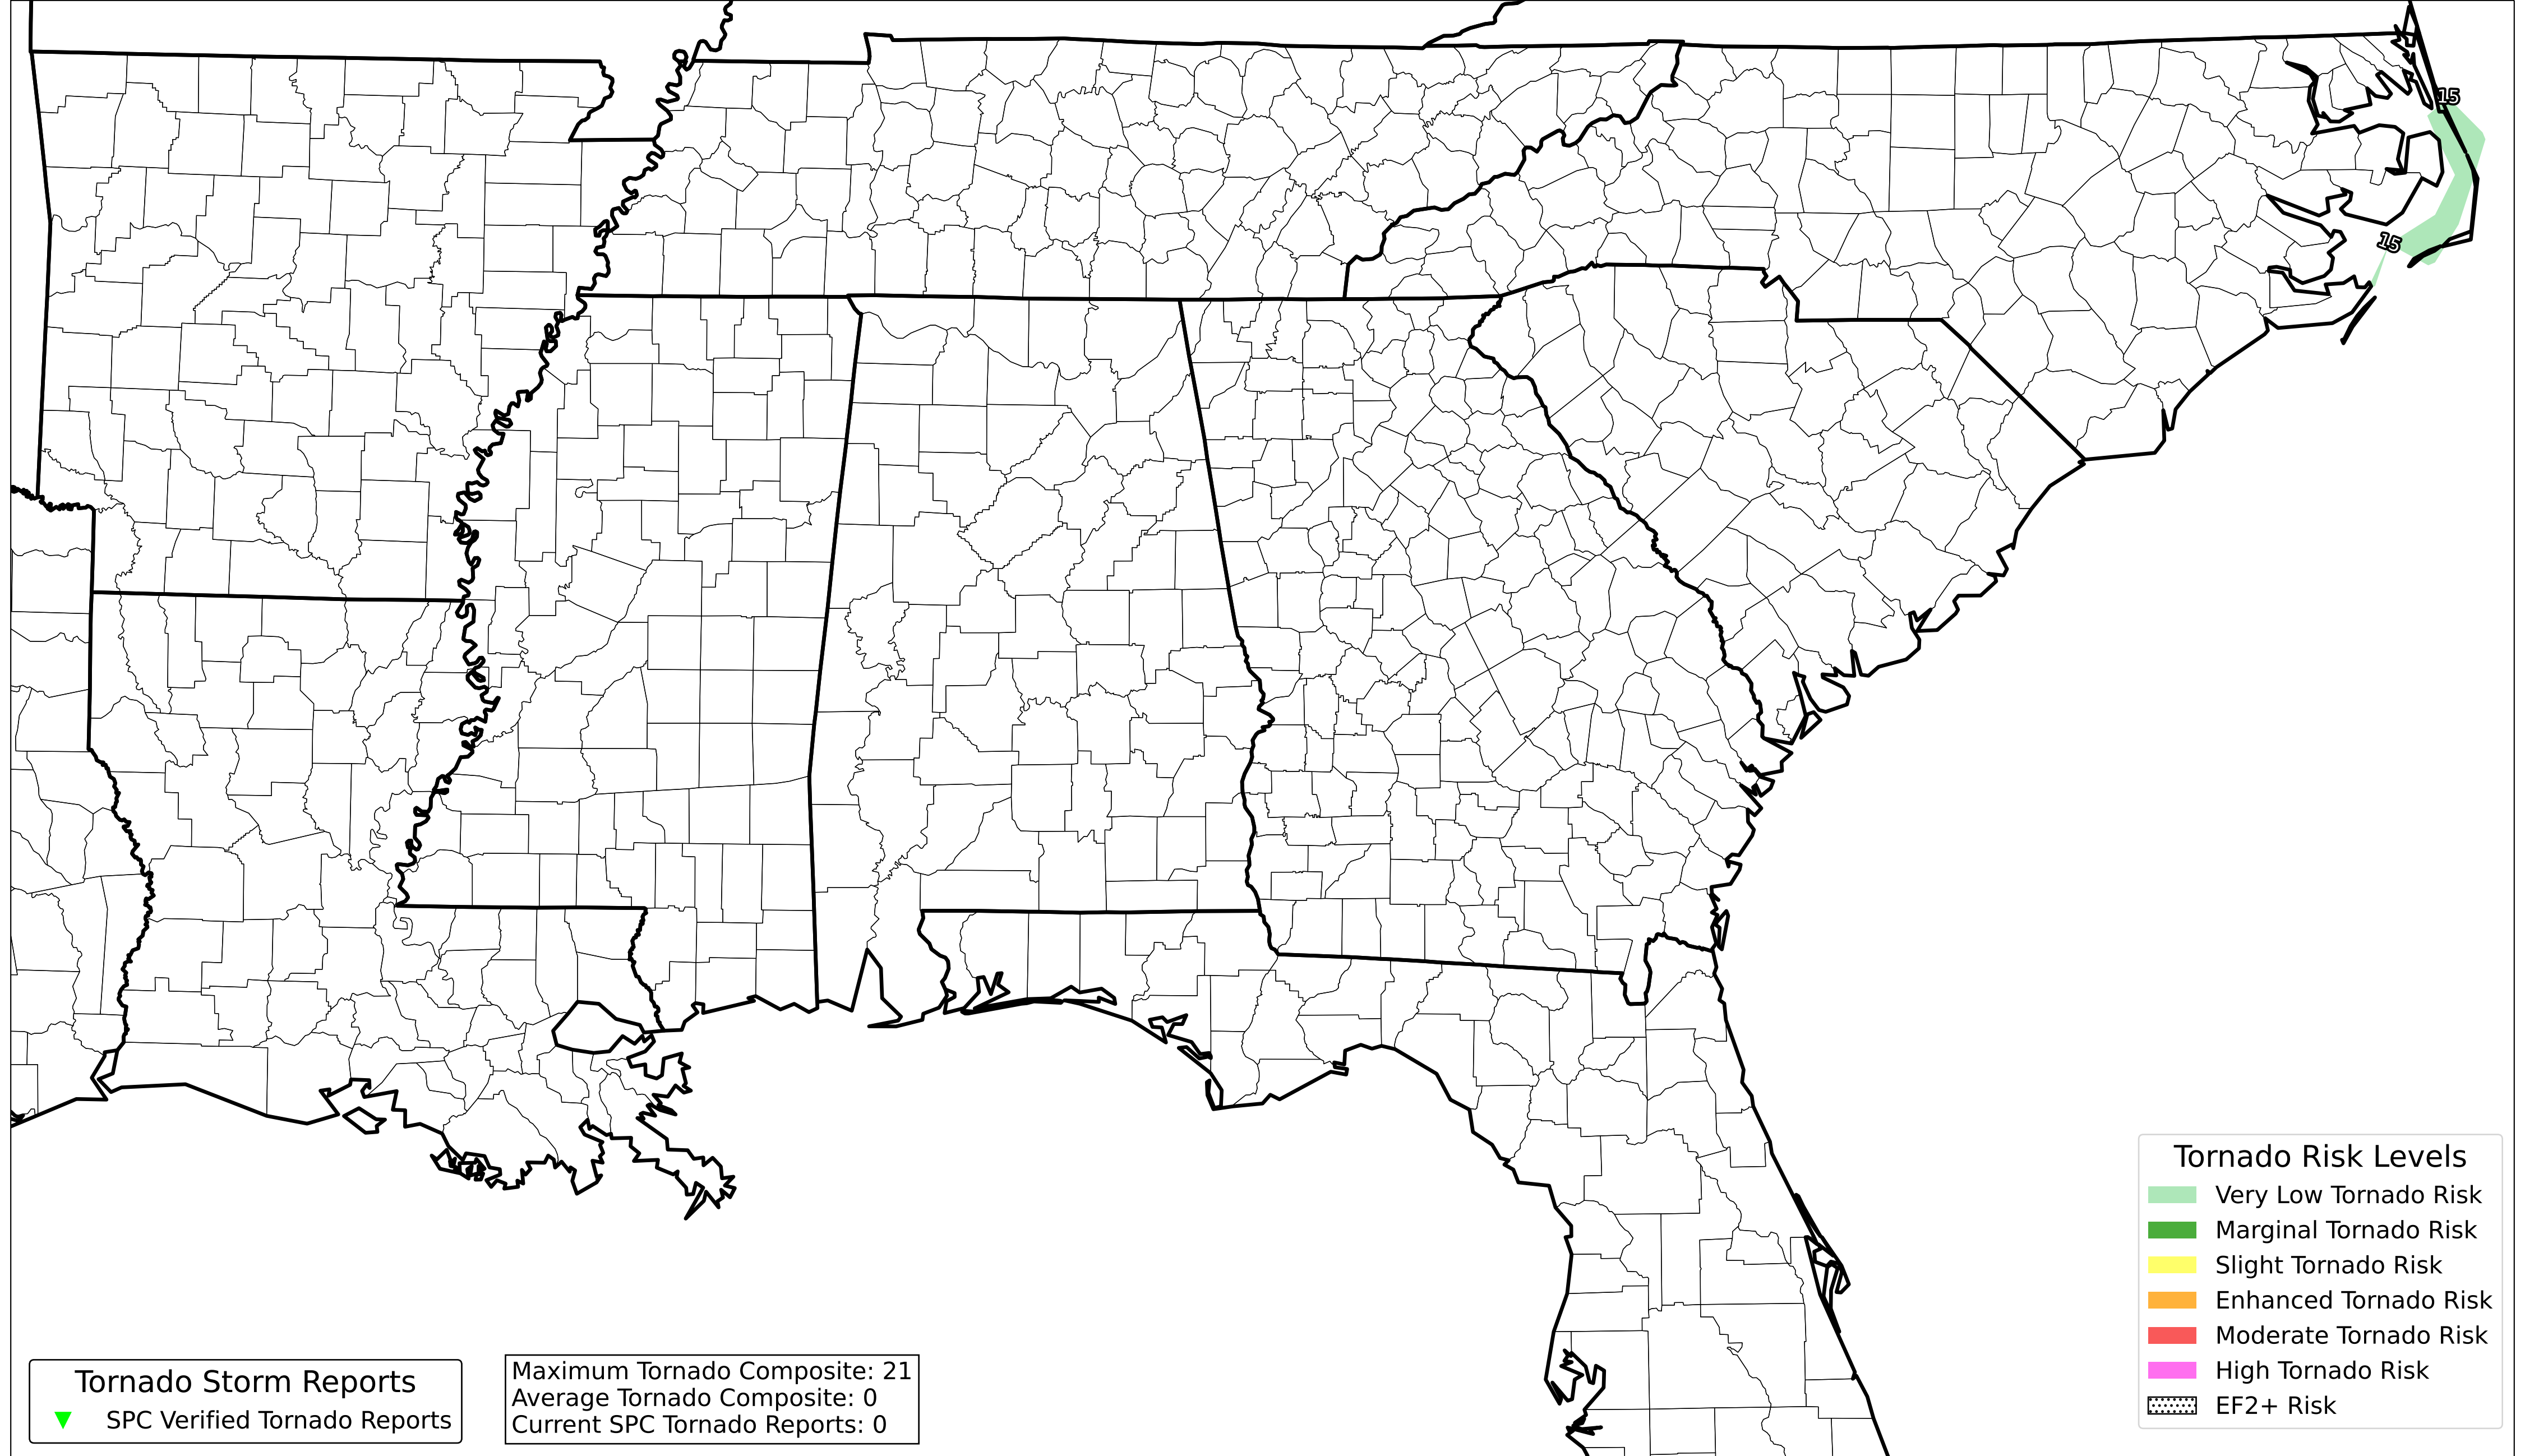 15
15
Tornado Risk Levels
Very Low Tornado Risk
Marginal Tornado Risk
Slight Tornado Risk
Enhanced Tornado Risk
Moderate Tornado Risk
High Tornado Risk
EF2+ Risk
Tornado Storm Reports
SPC Verified Tornado Reports
Maximum Tornado Composite: 21
Average Tornado Composite: 0
Current SPC Tornado Reports: 0